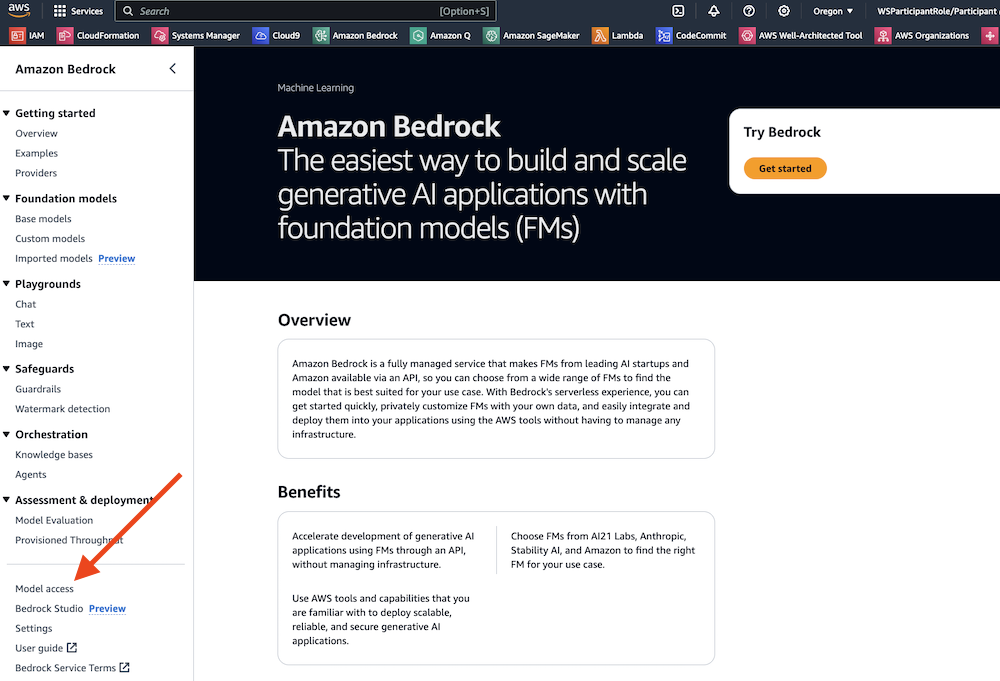 aws
Services
Search
[Option+S]
Oregon ▼
WSParticipantRole/Participant
IAM
CloudFormation
Systems Manager
Cloud9
Amazon Bedrock
Amazon Q
Amazon SageMaker
Lambda
CodeCommit
AWS Well-Architected Tool
AWS Organizations
Amazon Bedrock
Getting started
Overview
Examples
Providers
Foundation models
Base models
Custom models
Imported models Preview
Playgrounds
Chat
Text
Image
Safeguards
Guardrails
Watermark detection
Orchestration
Knowledge bases
Agents
Assessment & deployment
Model Evaluation
Provisioned Throughput
Model access
Bedrock Studio Preview
Settings
User guide
Bedrock Service Terms
Machine Learning
Amazon Bedrock
The easiest way to build and scale
generative AI applications with
foundation models (FMs)
Try Bedrock
Get started
Overview
Amazon Bedrock is a fully managed service that makes FMs from leading AI startups and
Amazon available via an API, so you can choose from a wide range of FMs to find the
model that is best suited for your use case. With Bedrock's serverless experience, you can
get started quickly, privately customize FMs with your own data, and easily integrate and
deploy them into your applications using the AWS tools without having to manage any
infrastructure.
Benefits
Accelerate development of generative AI
applications using FMs through an API,
without managing infrastructure.
Choose FMs from AI21 Labs, Anthropic,
Stability AI, and Amazon to find the right
FM for your use case.
Use AWS tools and capabilities that you
are familiar with to deploy scalable,
reliable, and secure generative AI
applications.